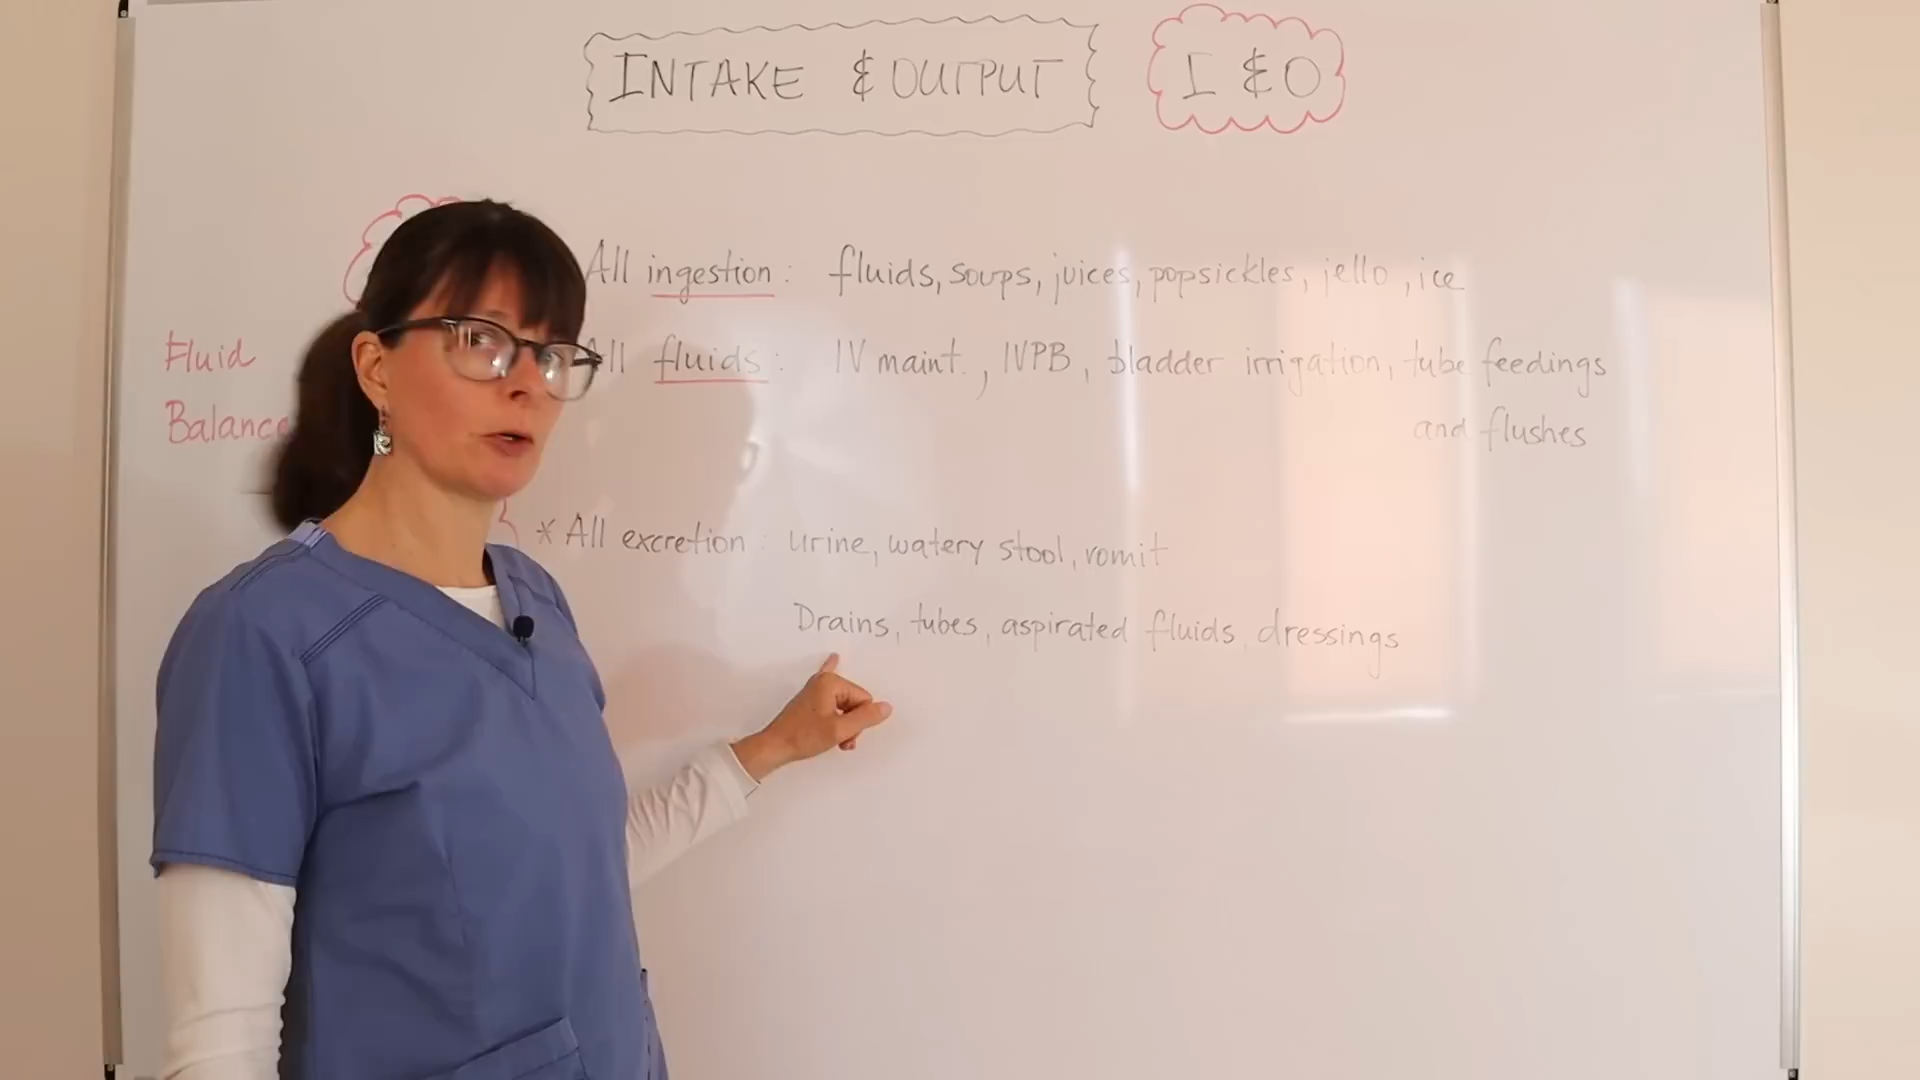 INTAKE & OUTPUT I & O
All ingestion : fluids, soups, juices, popsickles, jello, ice
Fluid All fluids : IV maint., IVPB, bladder irrigation, tube feedings
Balance and flushes
* All excretion : urine, watery stool, vomit
Drains, tubes, aspirated fluids, dressings